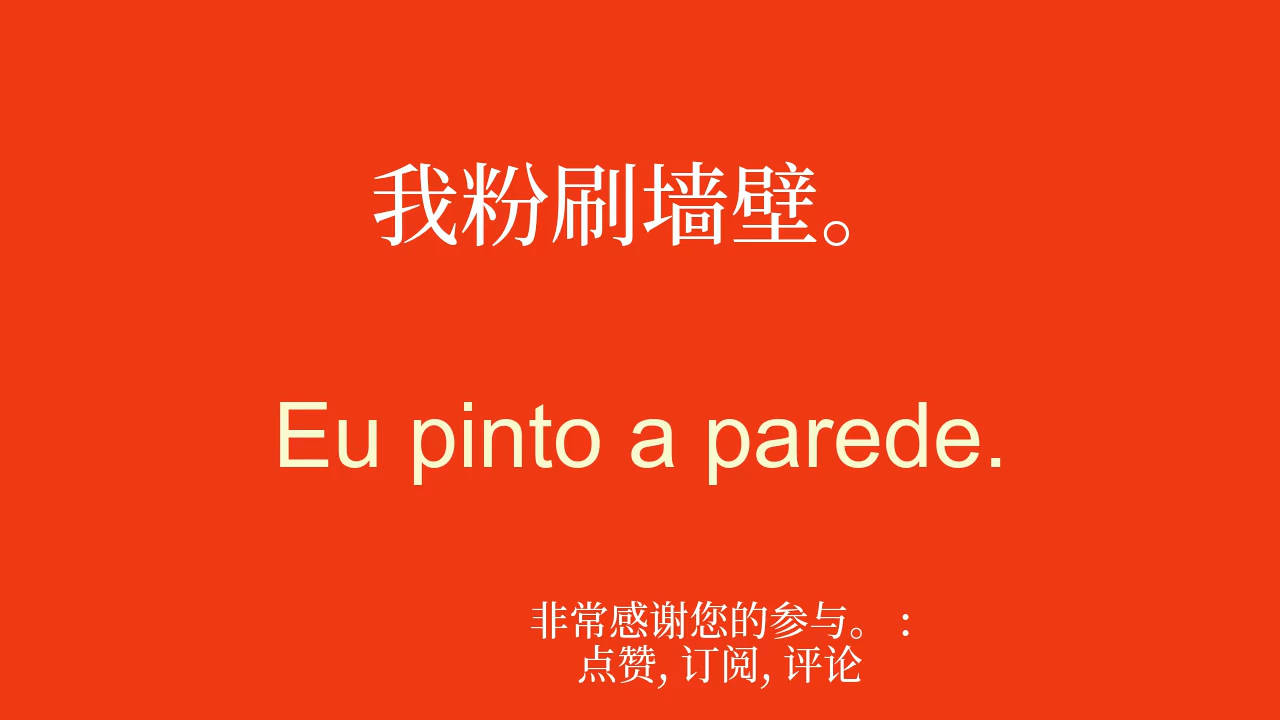 我粉刷墙壁。
Eu pinto a parede.
非常感谢您的参与。 :
点赞, 订阅, 评论